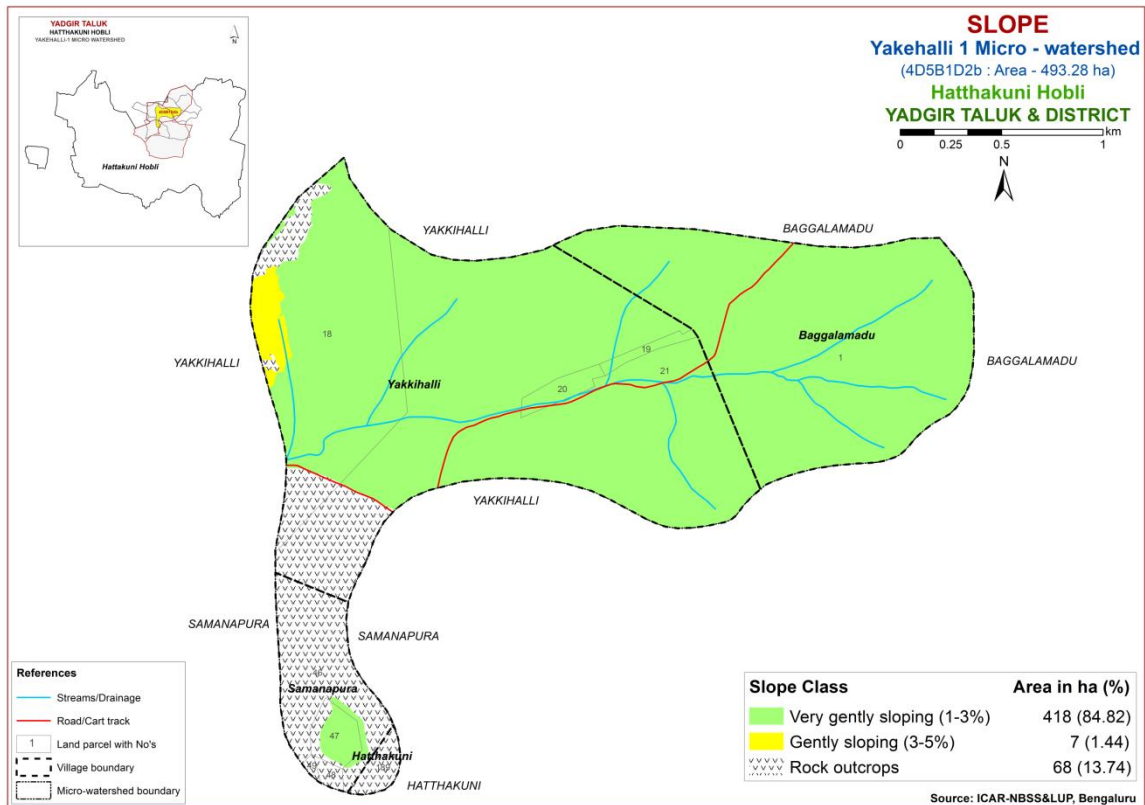 YADGIR TALUK
HATTHAKUNI HOBLI
YAKEHALLI-1 MICRO WATERSHED
N
Hattakuni Hobli
SLOPE
Yakehalli 1 Micro - watershed
(4D5B1D2b : Area - 493.28 ha)
Hatthakuni Hobli
YADGIR TALUK & DISTRICT
km
0 0.25 0.5 1
N
YAKKIHALLI
BAGGALAMADU
18
19
Baggalamadu
1
YAKKIHALLI
BAGGALAMADU
21
Yakkihalli
20
YAKKIHALLI
SAMANAPURA
SAMANAPURA
Samanapura
47
Hatthakuni
49
48
189
HATTHAKUNI
References
Streams/Drainage
Road/Cart track
1 Land parcel with No's
Village boundary
Micro-watershed boundary
Slope Class Area in ha (%)
Very gently sloping (1-3%) 418 (84.82)
Gently sloping (3-5%) 7 (1.44)
Rock outcrops 68 (13.74)
Source: ICAR-NBSS&LUP, Bengaluru